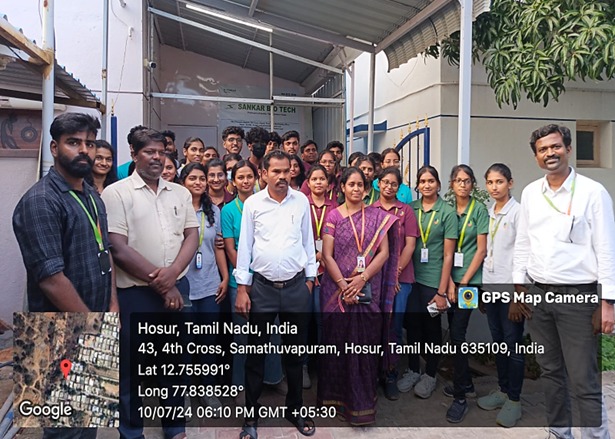 SANKAR BIO TECH
GPS Map Camera
Hosur, Tamil Nadu, India
43, 4th Cross, Samathuvapuram, Hosur, Tamil Nadu 635109, India
Lat 12.755991°
Long 77.838528°
10/07/24 06:10 PM GMT +05:30
Google